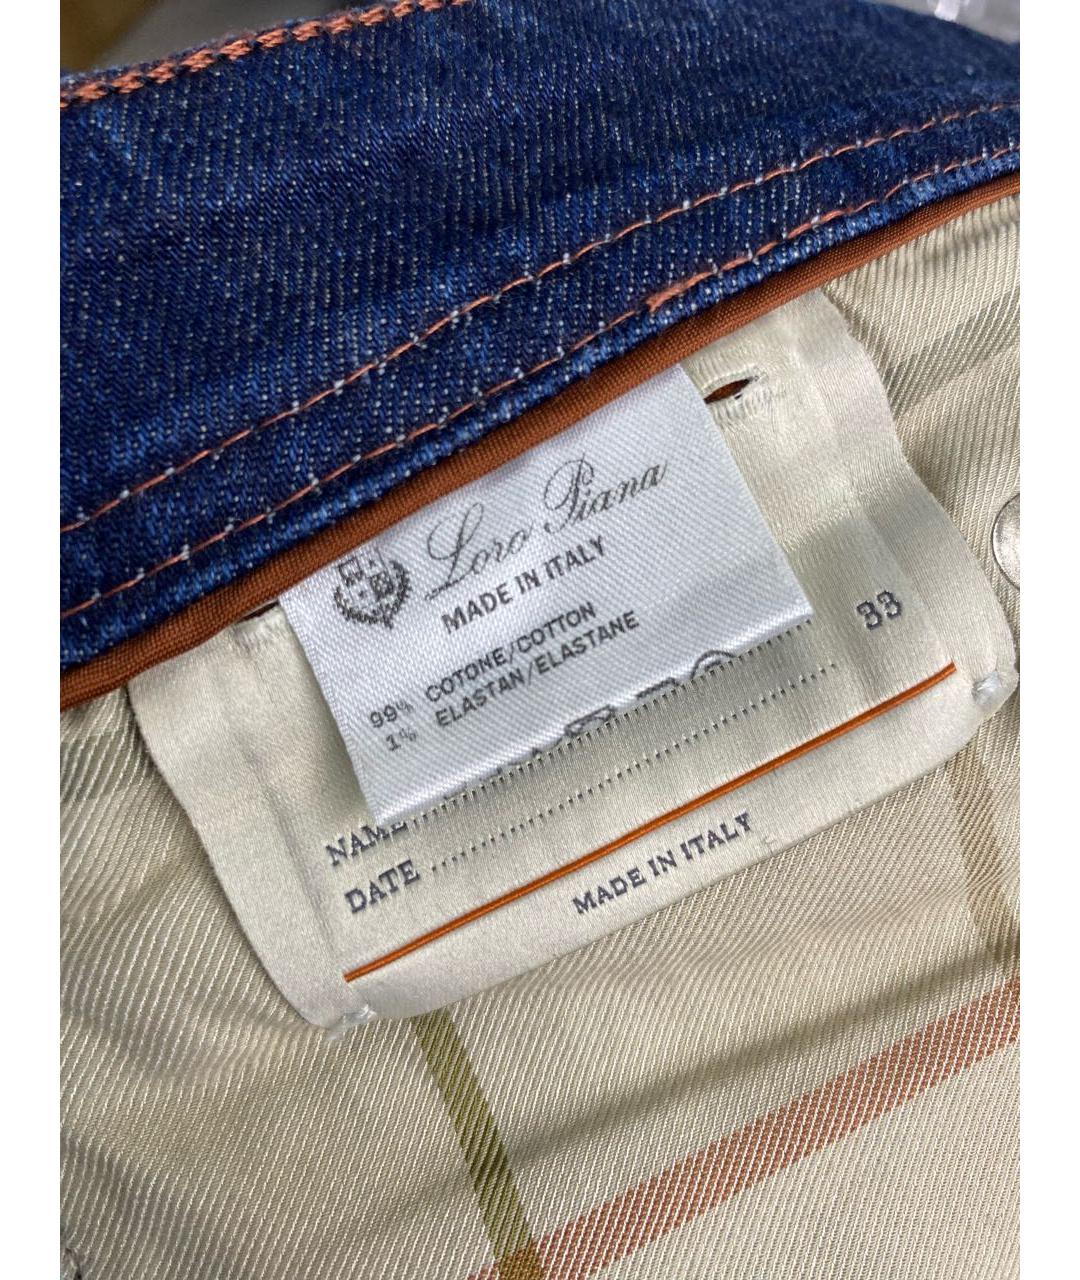 Loro Piana
MADE IN ITALY
99% COTONE/COTTON
1% ELASTAN/ELASTANE
33
NAME
DATE
MADE IN ITALY